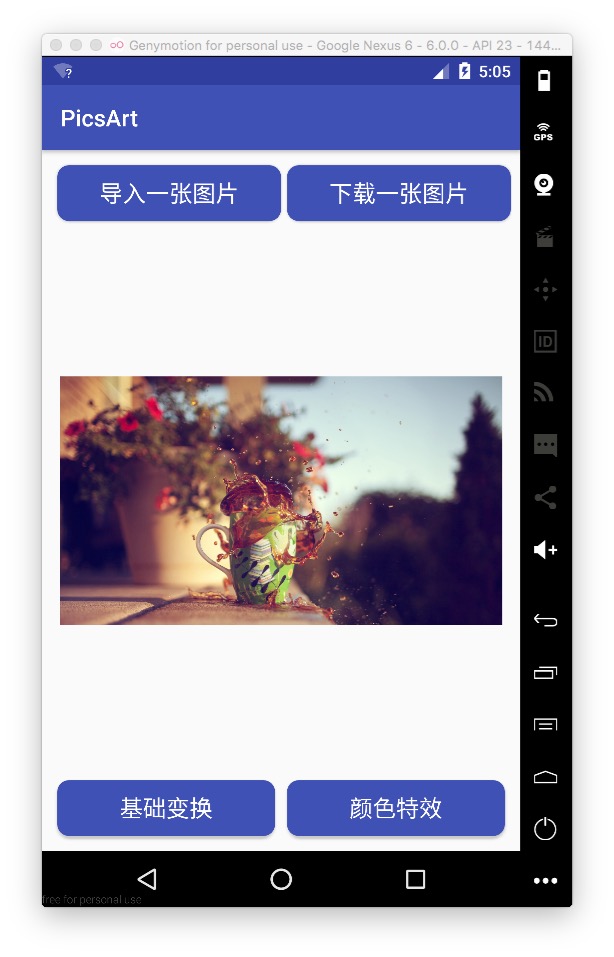 Genymotion for personal use - Google Nexus 6 - 6.0.0 - API 23 - 144...
5:05
PicsArt
GPS
导入一张图片
下载一张图片
ID
基础变换
颜色特效
free for personal use